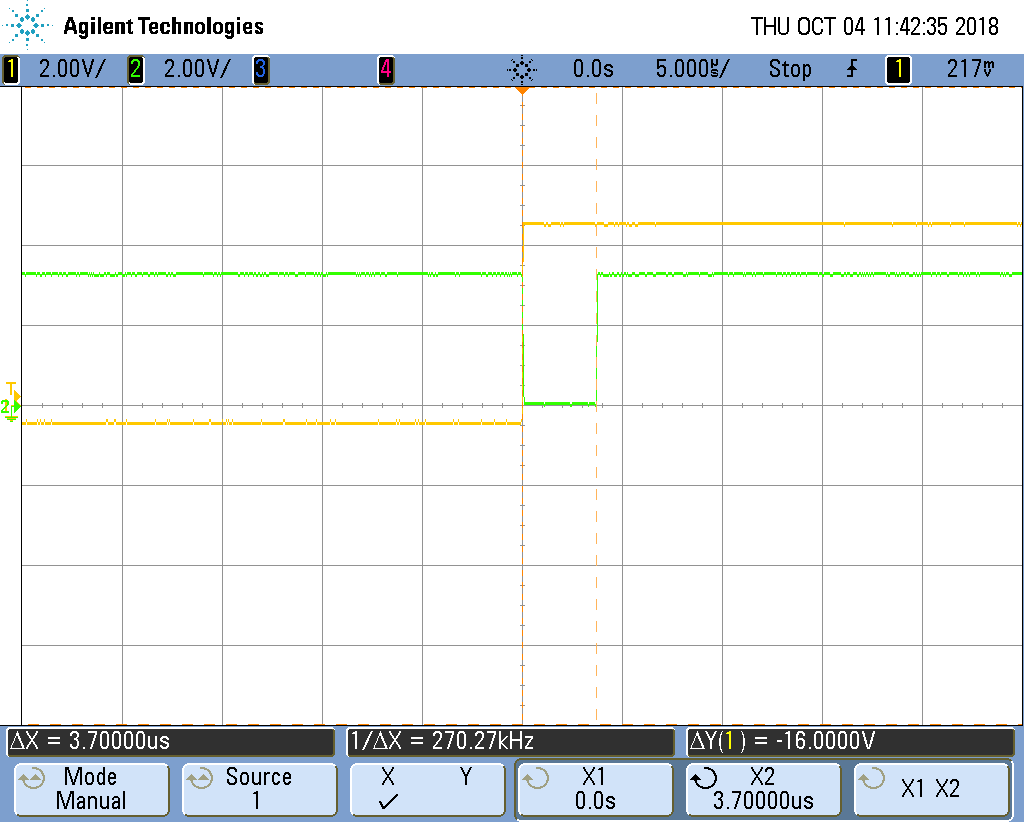 Agilent Technologies THU OCT 04 11:42:35 2018
1 2.00V/ 2 2.00V/ 3 4 0.0s 5.000us/ Stop 1 217mV
T
2
ΔX = 3.70000us 1/ΔX = 270.27kHz ΔY(1) = -16.0000V
Mode Source X Y X1 X2 X1 X2
Manual 1 ✓ 0.0s 3.70000us